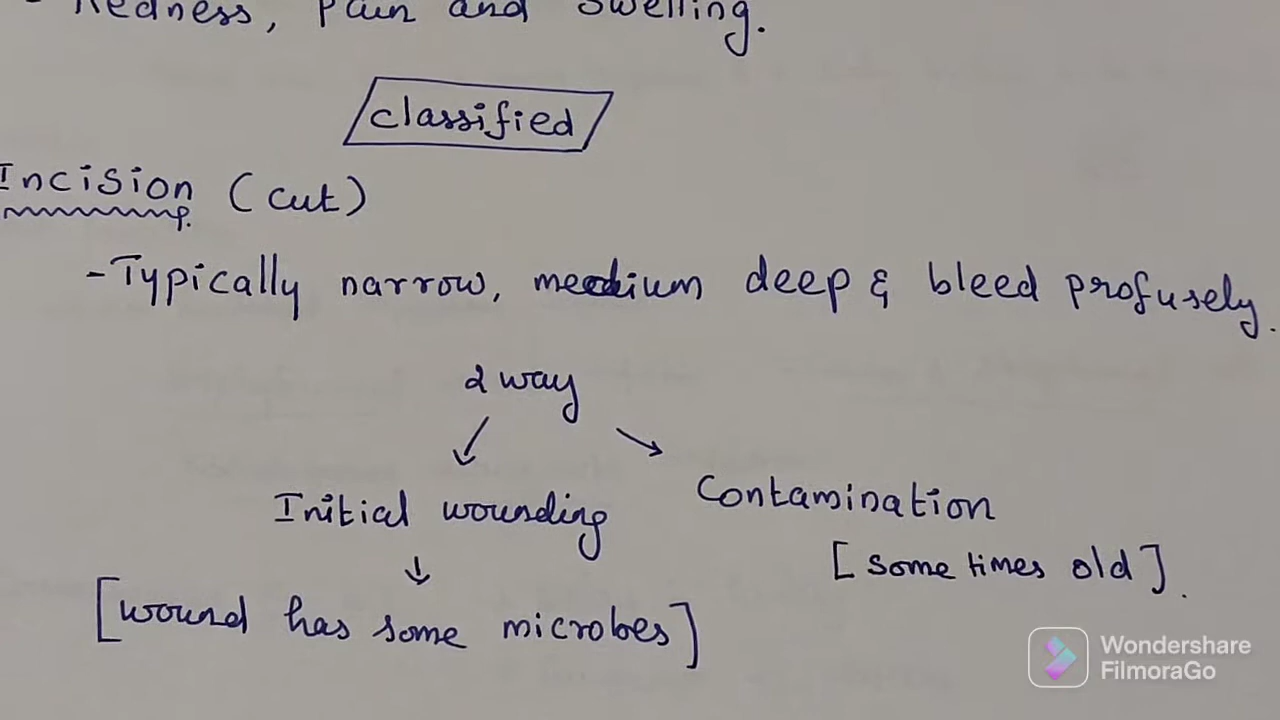 - Redness, Pain and Swelling.
classified
Incision (cut)
- Typically narrow, medium deep & bleed profusely.
2 way
Initial wounding
Contamination
[some times old].
[wound has some microbes]
Wondershare
FilmoraGo